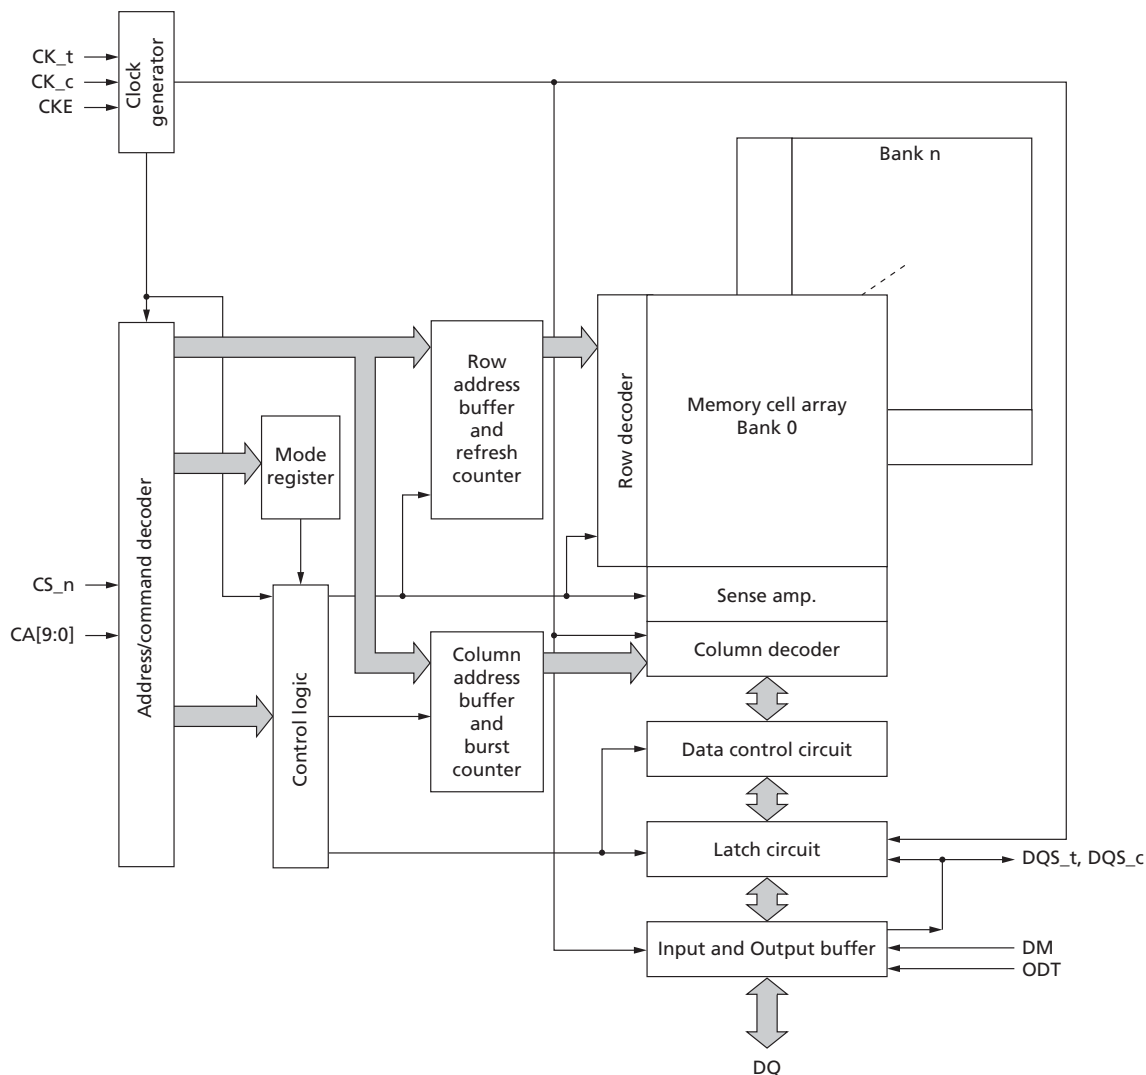 CK_t
CK_c
CKE
Clock
generator
Bank n
Row
address
buffer
and
refresh
counter
Row decoder
Memory cell array
Bank 0
Mode
register
Address/command decoder
CS_n
CA[9:0]
Sense amp.
Column decoder
Control logic
Column
address
buffer
and
burst
counter
Data control circuit
Latch circuit
DQS_t, DQS_c
Input and Output buffer
DM
ODT
DQ